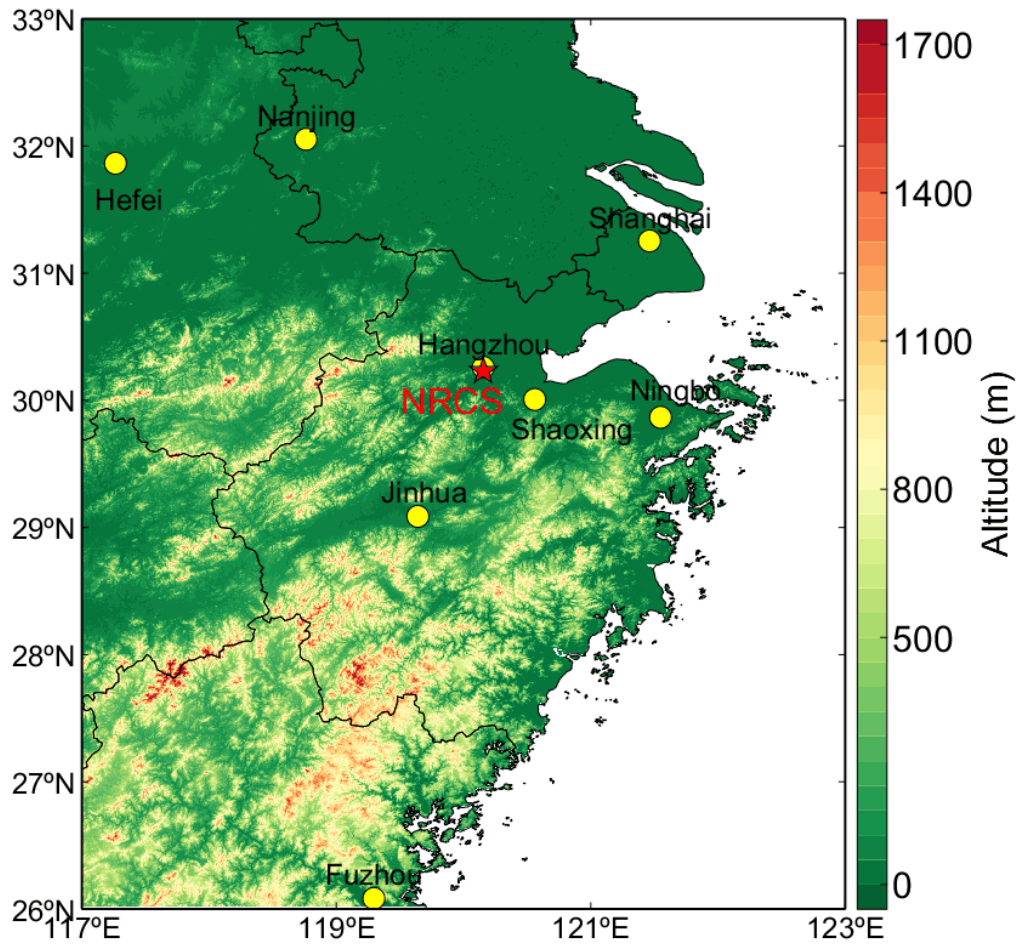 33ºN
32ºN
31ºN
30ºN
29ºN
28ºN
27ºN
26ºN
117ºE
119ºE
121ºE
123ºE
Nanjing
Hefei
Shanghai
Hangzhou
NRCS
Ningbo
Shaoxing
Jinhua
Fuzhou
1700
1400
1100
800
500
0
Altitude (m)